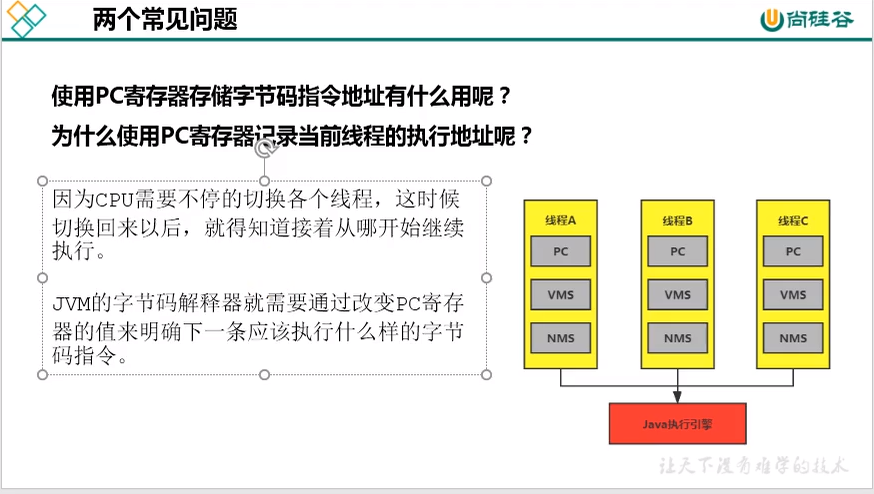 两个常见问题
尚硅谷
使用PC寄存器存储字节码指令地址有什么用呢？
为什么使用PC寄存器记录当前线程的执行地址呢？
因为CPU需要不停的切换各个线程，这时候
切换回来以后，就得知道接着从哪开始继续
执行。
JVM的字节码解释器就需要通过改变PC寄存
器的值来明确下一条应该执行什么样的字节
码指令。
线程A
PC
VMS
NMS
线程B
PC
VMS
NMS
线程C
PC
VMS
NMS
Java执行引擎
让天下没有难学的技术